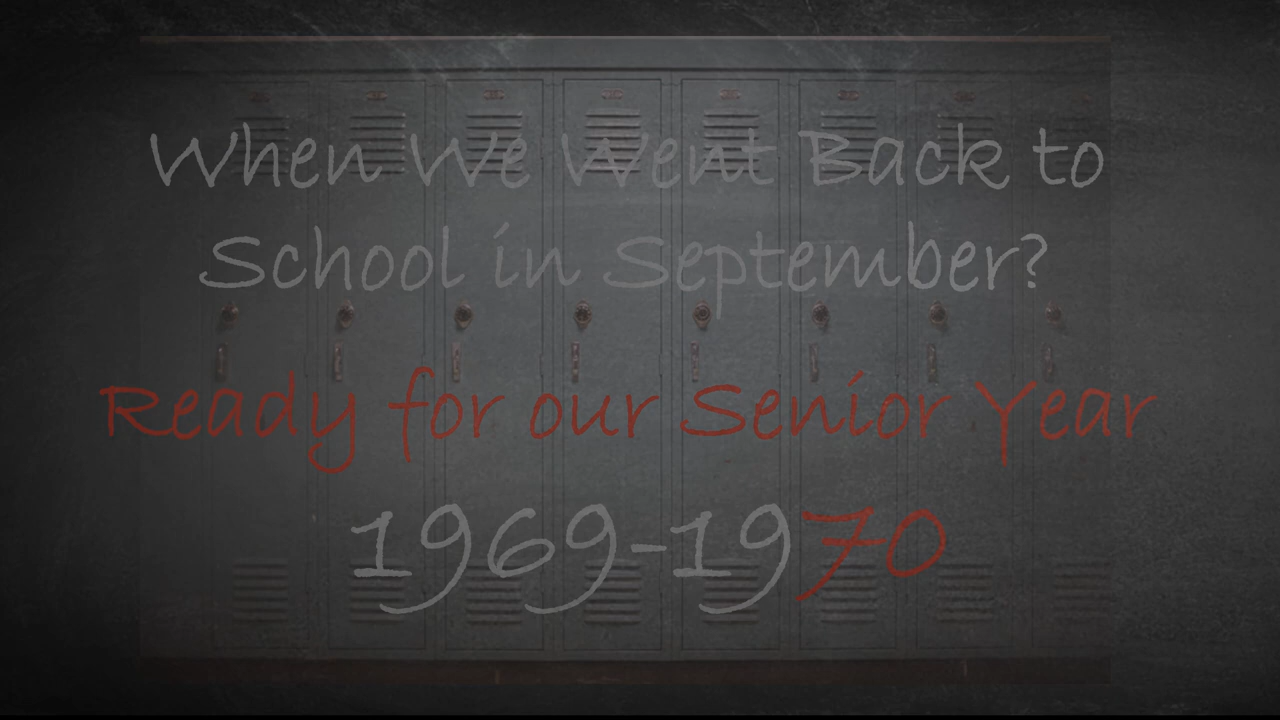 When We Went Back to
School in September?
Ready for our Senior Year
1969-1970